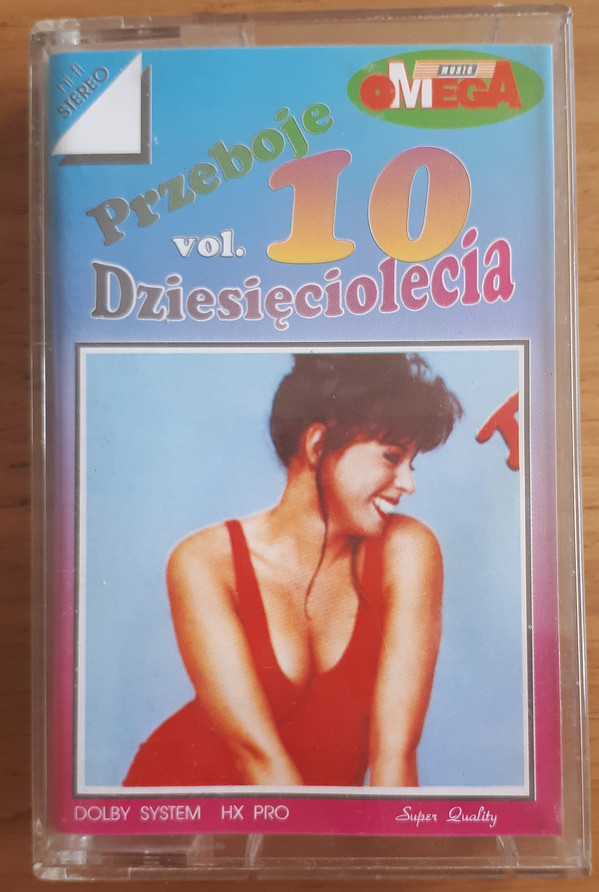 hi-fi
STEREO
music
OMEGA
Przeboje
vol. 10
Dziesięciolecia
DOLBY SYSTEM HX PRO
Super Quality